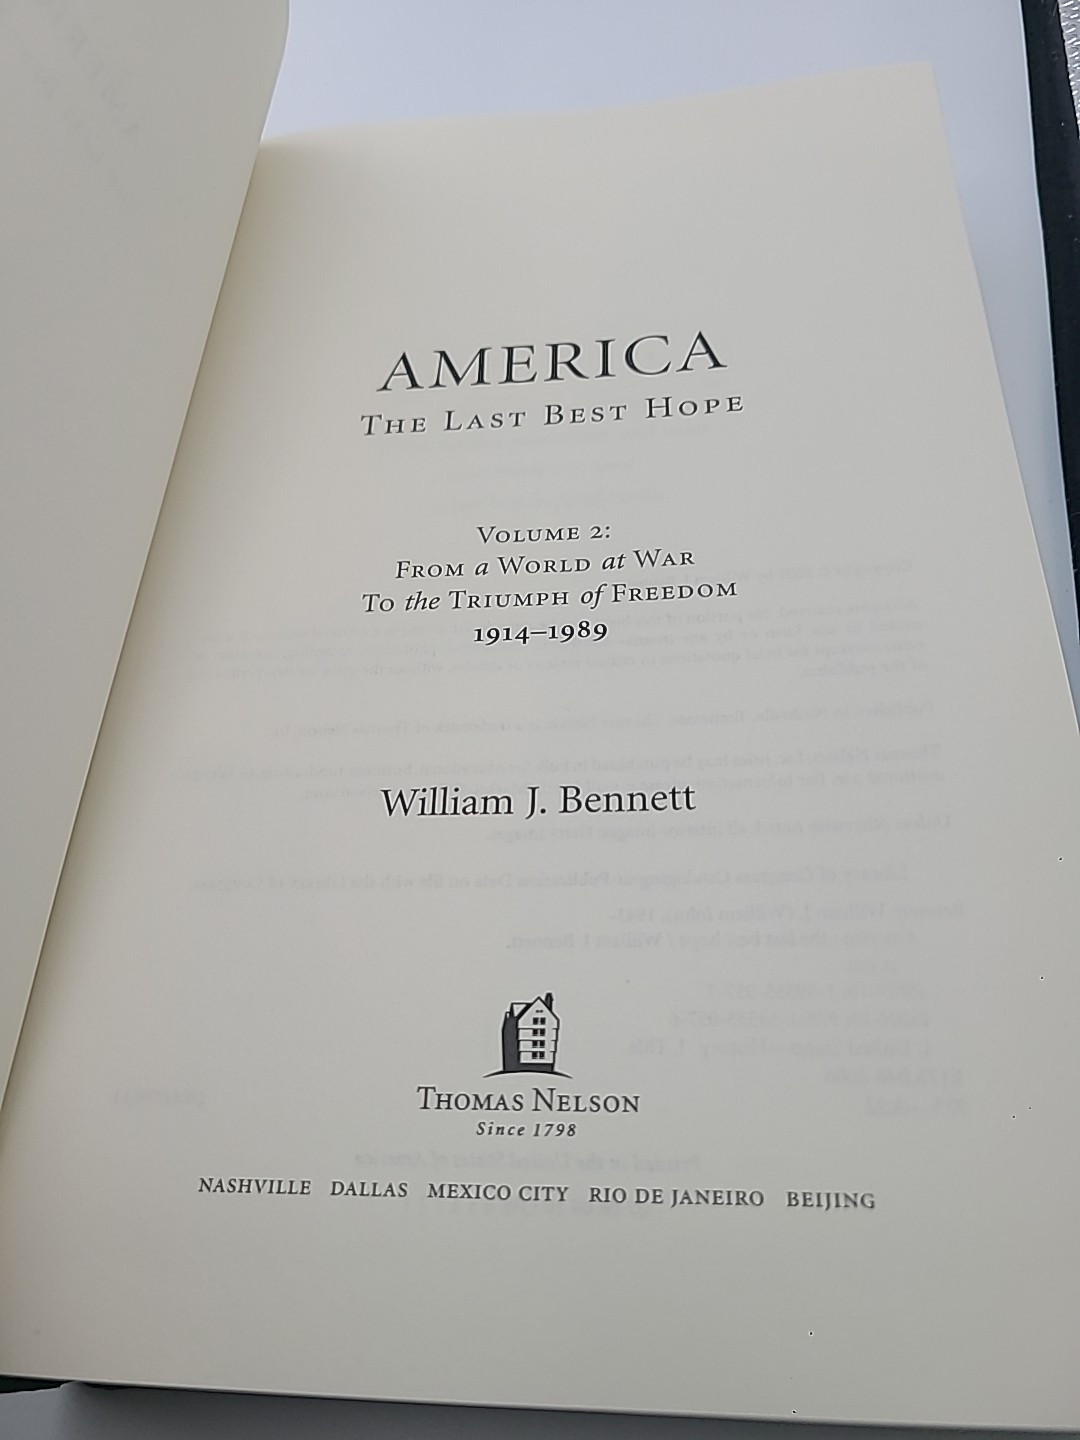 AMERICA
THE LAST BEST HOPE
VOLUME 2:
FROM a WORLD at WAR
TO the TRIUMPH of FREEDOM
1914–1989
William J. Bennett
THOMAS NELSON
Since 1798
NASHVILLE DALLAS MEXICO CITY RIO DE JANEIRO BEIJING